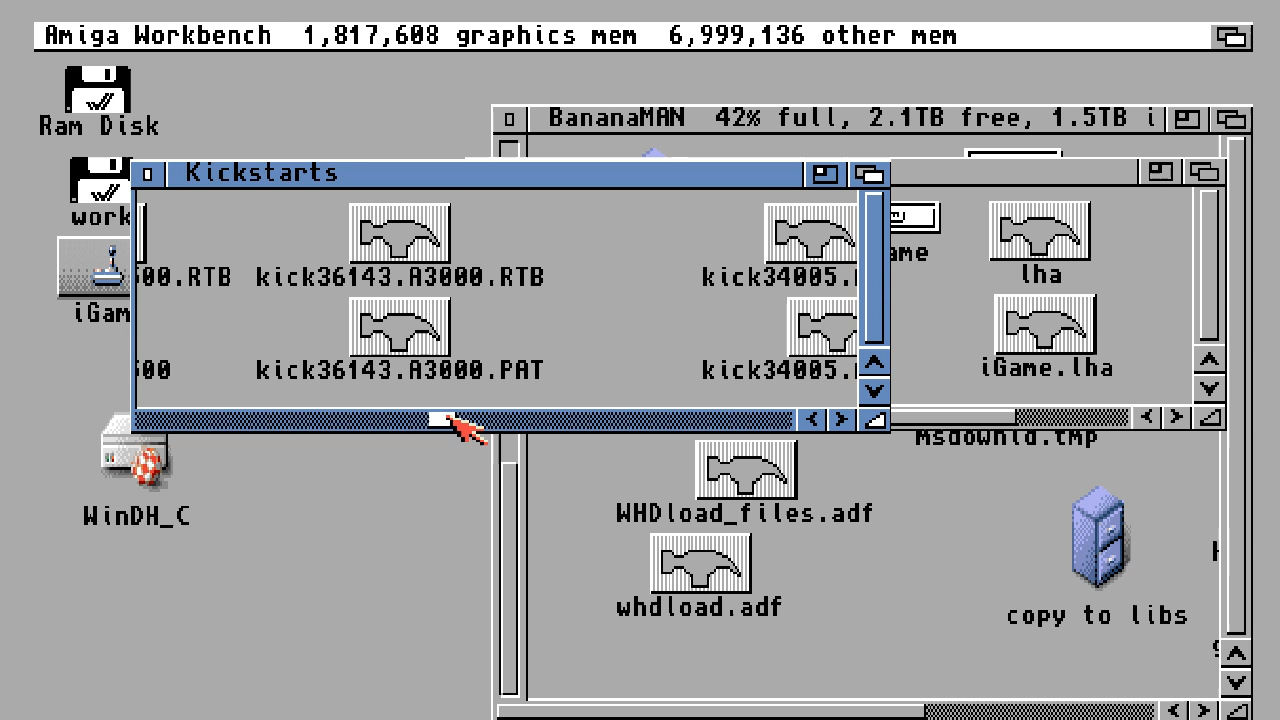 Amiga Workbench 1,817,608 graphics mem 6,999,136 other mem
Ram Disk
BananaMAN 42% full, 2.1TB free, 1.5TB i
Kickstarts
work
00.RTB kick36143.A3000.RTB kick34005.
ame
lha
iGam
00 kick36143.A3000.PAT kick34005.
iGame.lha
msdownld.tmp
WinDH_C
WHDload_files.adf
whdload.adf
copy to libs